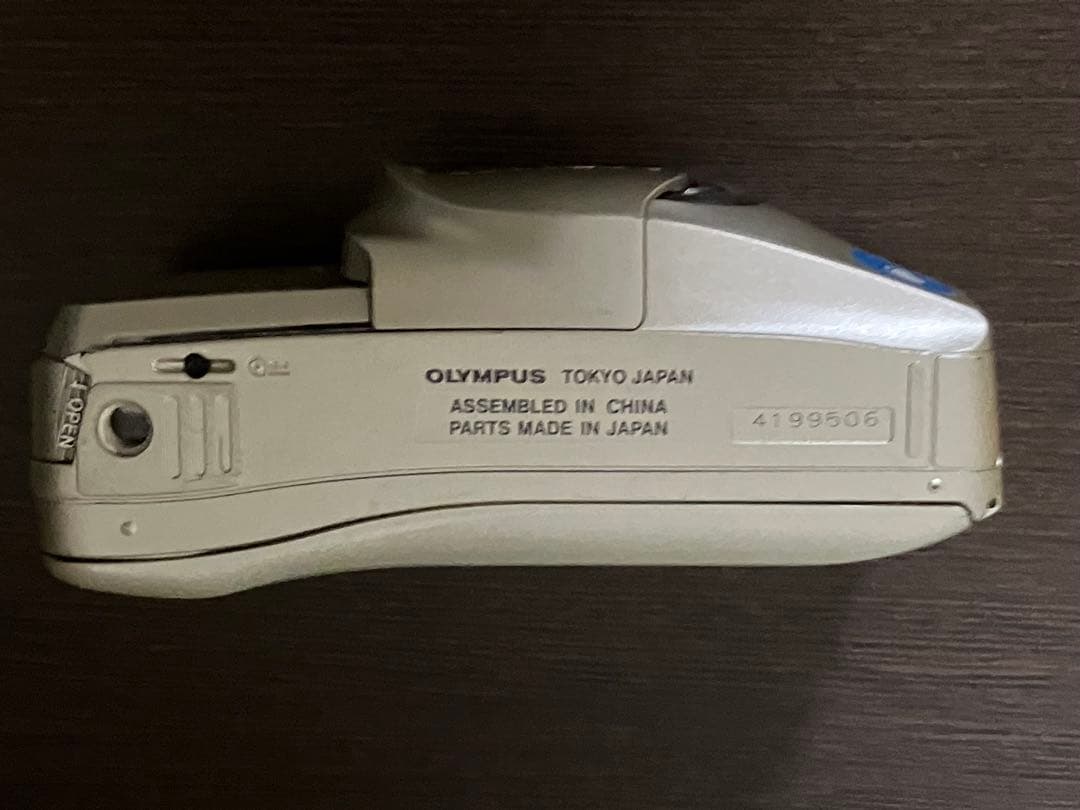 OLYMPUS TOKYO JAPAN
ASSEMBLED IN CHINA
PARTS MADE IN JAPAN
4199506
OPEN